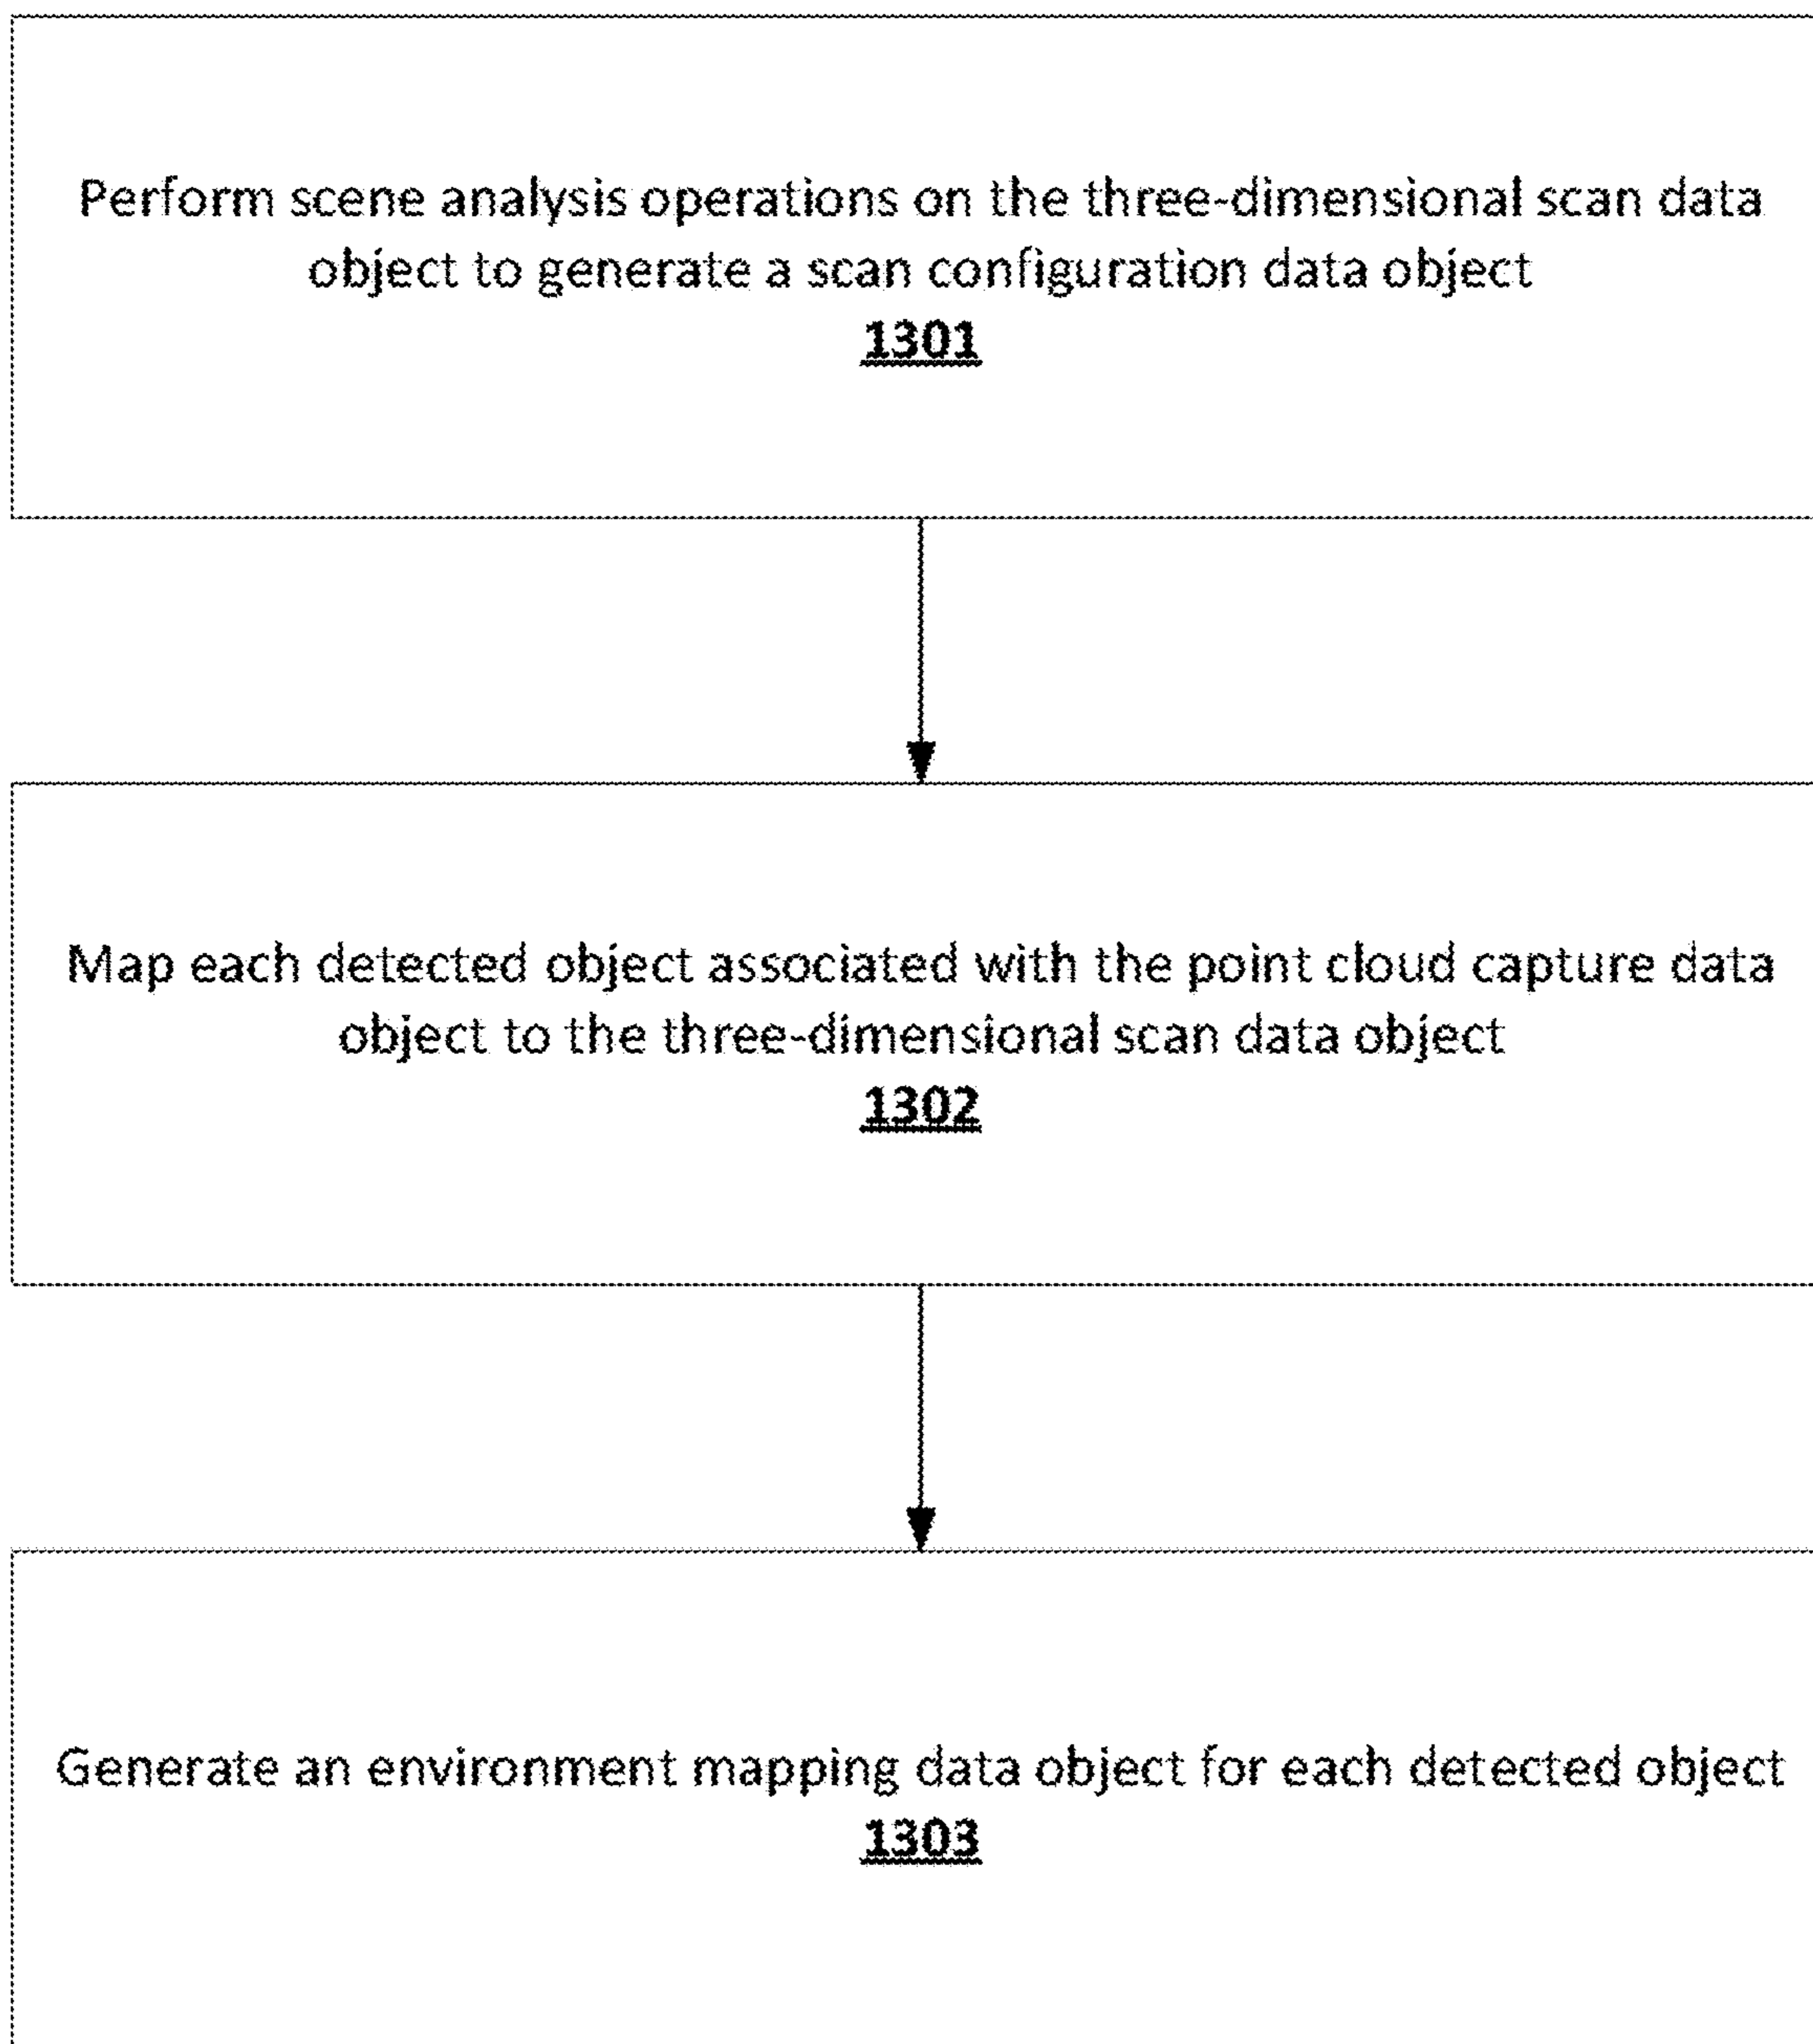 Perform scene analysis operations on the three-dimensional scan data
object to generate a scan configuration data object
1301
Map each detected object associated with the point cloud capture data
object to the three-dimensional scan data object
1302
Generate an environment mapping data object for each detected object
1303